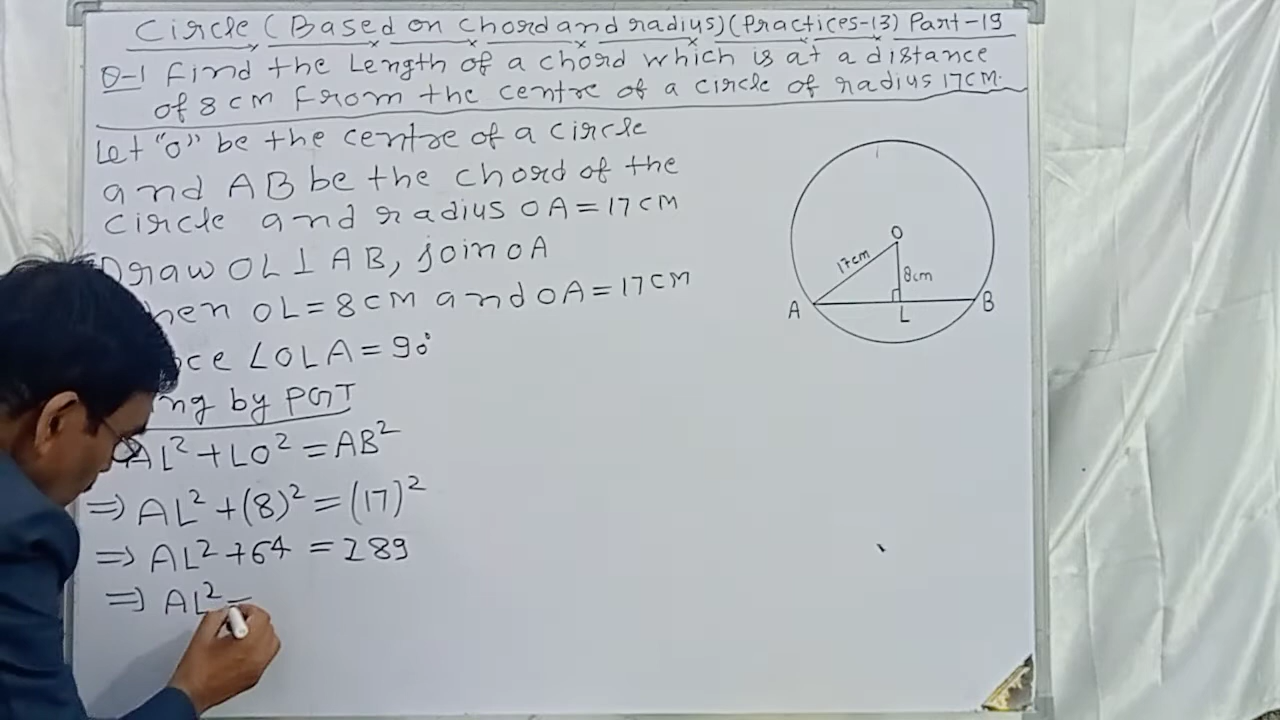 Circle (Based on chord and radius) (Practices-13) Part-19
Q-1 Find the Length of a chord which is at a distance
of 8 cm From the centre of a circle of radius 17 cm.
Let "O" be the centre of a circle
and AB be the chord of the
circle and radius OA = 17 cm
Draw OL ⊥ AB, join OA
hen OL = 8 cm and OA = 17 cm
ce ∠OLA = 90°
ng by PGT
AL² + LO² = AB²
⇒ AL² + (8)² = (17)²
⇒ AL² + 64 = 289
⇒ AL² =
O
17cm
8cm
A
L
B